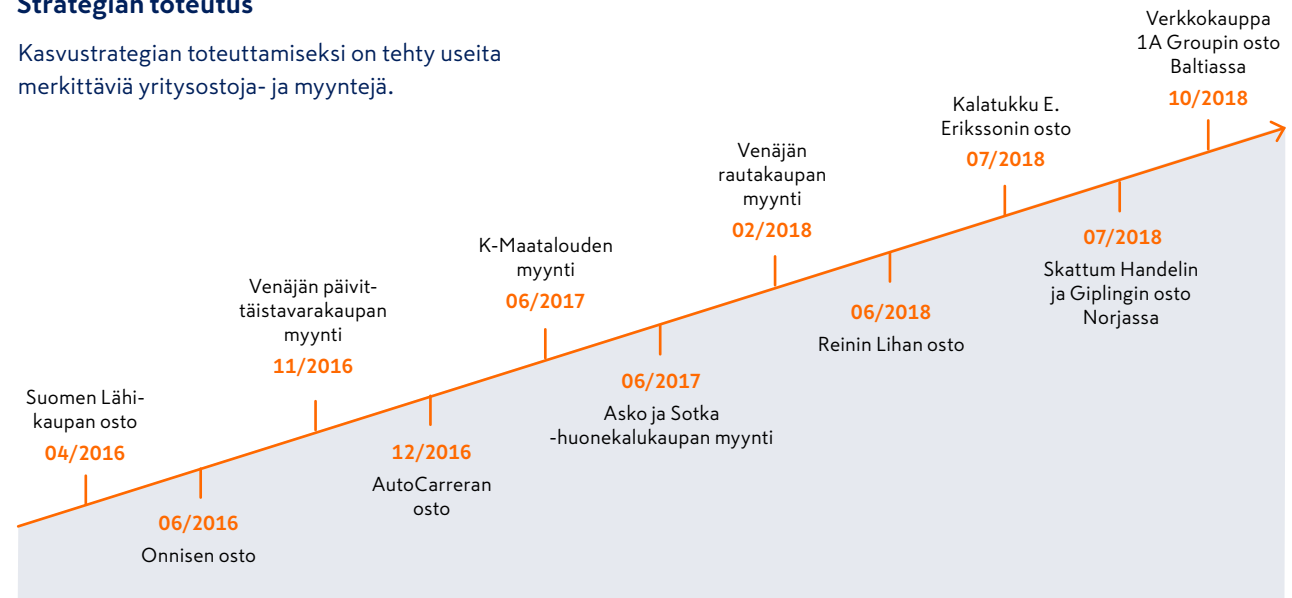 Strategian toteutus
Kasvustrategian toteuttamiseksi on tehty useita
merkittäviä yritysostoja- ja myyntejä.
Suomen Lähi-
kaupan osto
04/2016
06/2016
Onnisen osto
Venäjän päivit-
täistavarakaupan
myynti
11/2016
12/2016
AutoCarreran
osto
K-Maatalouden
myynti
06/2017
06/2017
Asko ja Sotka
-huonekalukaupan myynti
Venäjän
rautakaupan
myynti
02/2018
06/2018
Reinin Lihan osto
Kalatukku E.
Erikssonin osto
07/2018
07/2018
Skattum Handelin
ja Giplingin osto
Norjassa
Verkkokauppa
1A Groupin osto
Baltiassa
10/2018